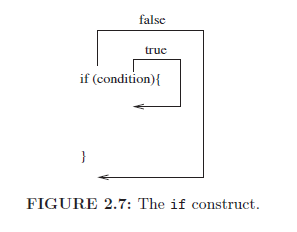 false
true
if (condition){
}
FIGURE 2.7: The if construct.